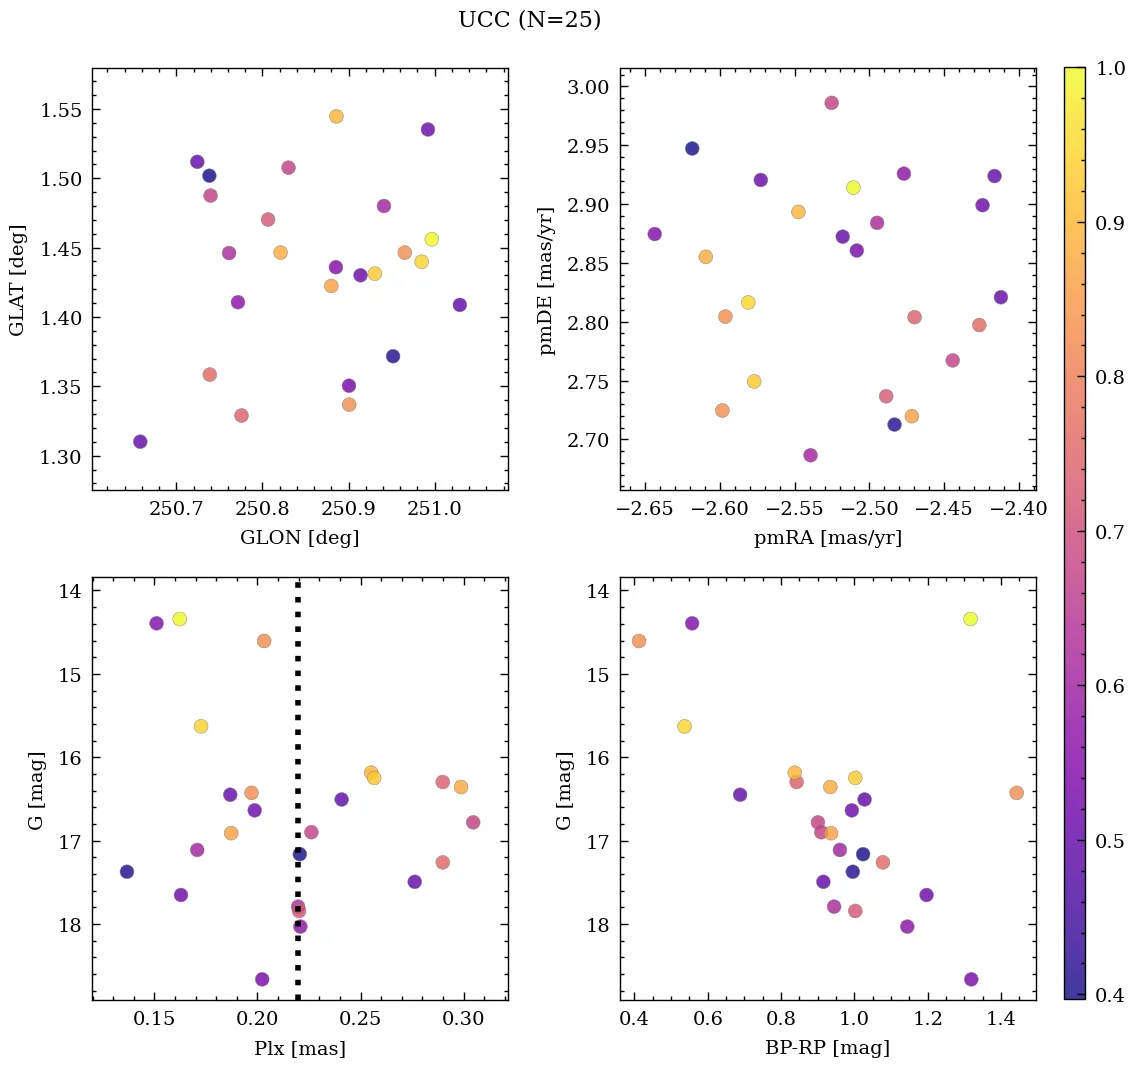 UCC (N=25)
1.55
1.50
1.45
1.40
1.35
1.30
GLAT [deg]
250.7 250.8 250.9 251.0
GLON [deg]
3.00
2.95
2.90
2.85
2.80
2.75
2.70
pmDE [mas/yr]
−2.65 −2.60 −2.55 −2.50 −2.45 −2.40
pmRA [mas/yr]
14
15
16
17
18
G [mag]
0.15 0.20 0.25 0.30
Plx [mas]
14
15
16
17
18
G [mag]
0.4 0.6 0.8 1.0 1.2 1.4
BP-RP [mag]
1.0
0.9
0.8
0.7
0.6
0.5
0.4